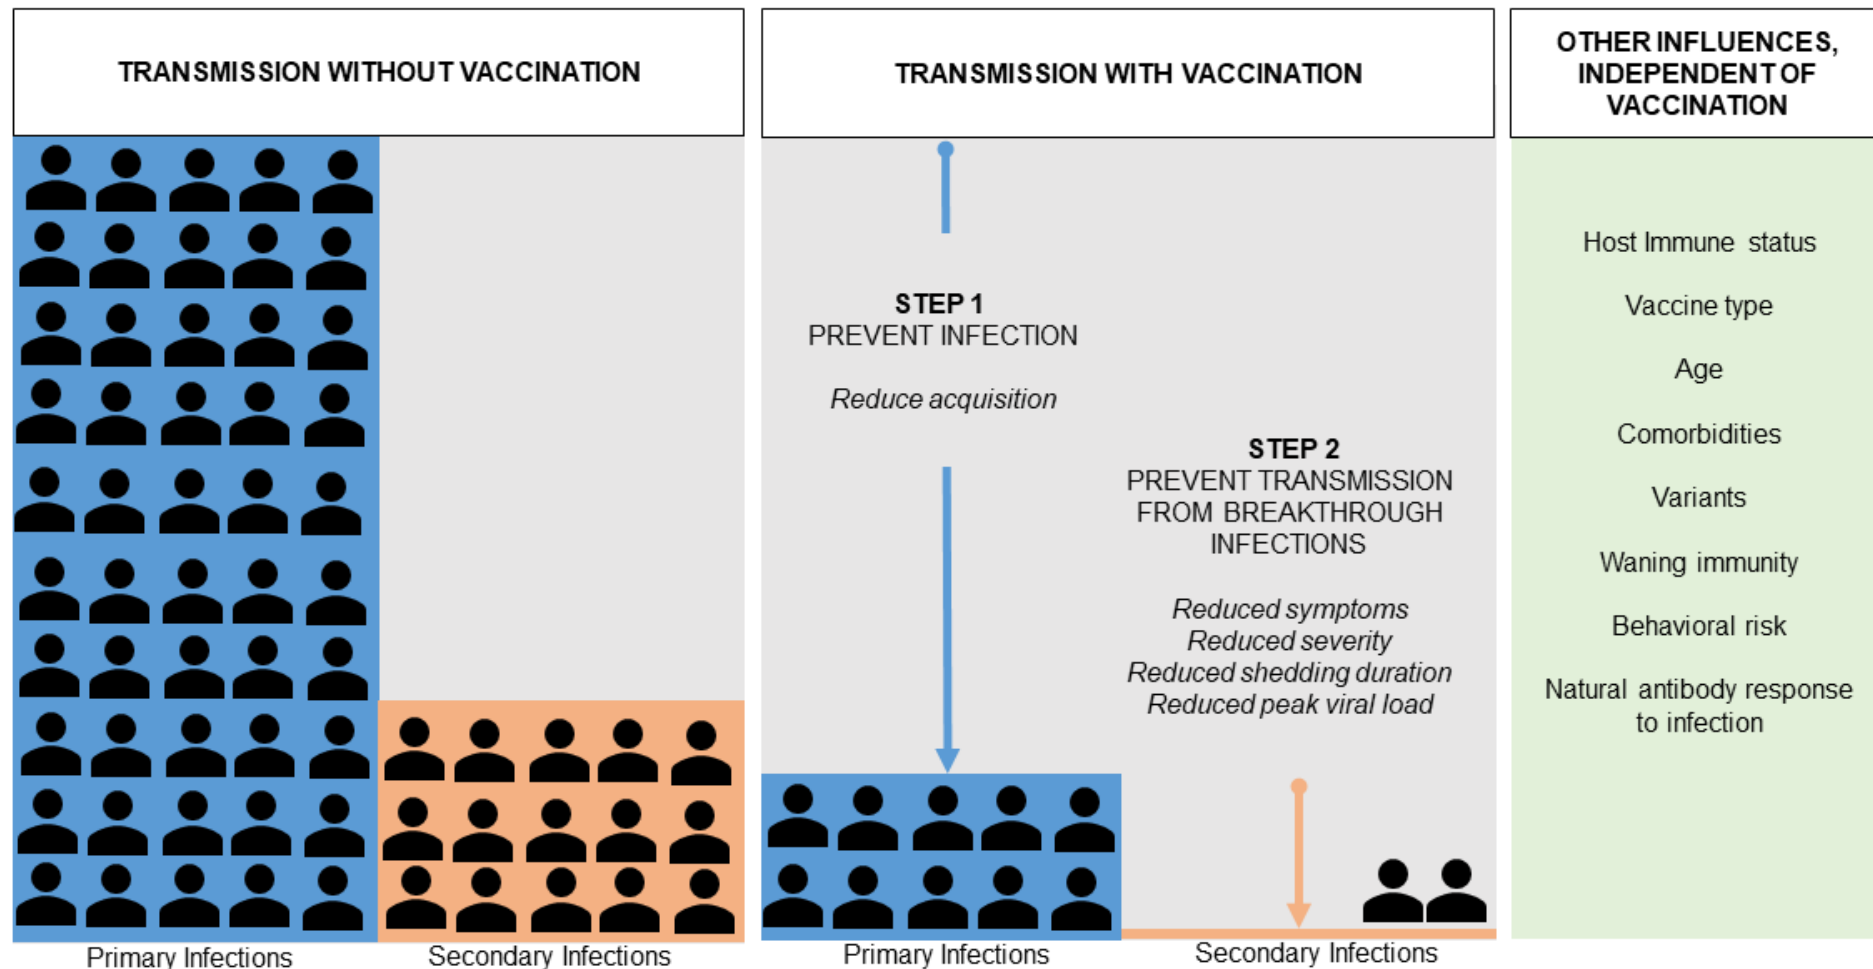 TRANSMISSION WITHOUT VACCINATION
Primary Infections
Secondary Infections
TRANSMISSION WITH VACCINATION
STEP 1
PREVENT INFECTION
Reduce acquisition
STEP 2
PREVENT TRANSMISSION
FROM BREAKTHROUGH
INFECTIONS
Reduced symptoms
Reduced severity
Reduced shedding duration
Reduced peak viral load
Primary Infections
Secondary Infections
OTHER INFLUENCES,
INDEPENDENT OF
VACCINATION
Host Immune status
Vaccine type
Age
Comorbidities
Variants
Waning immunity
Behavioral risk
Natural antibody response
to infection